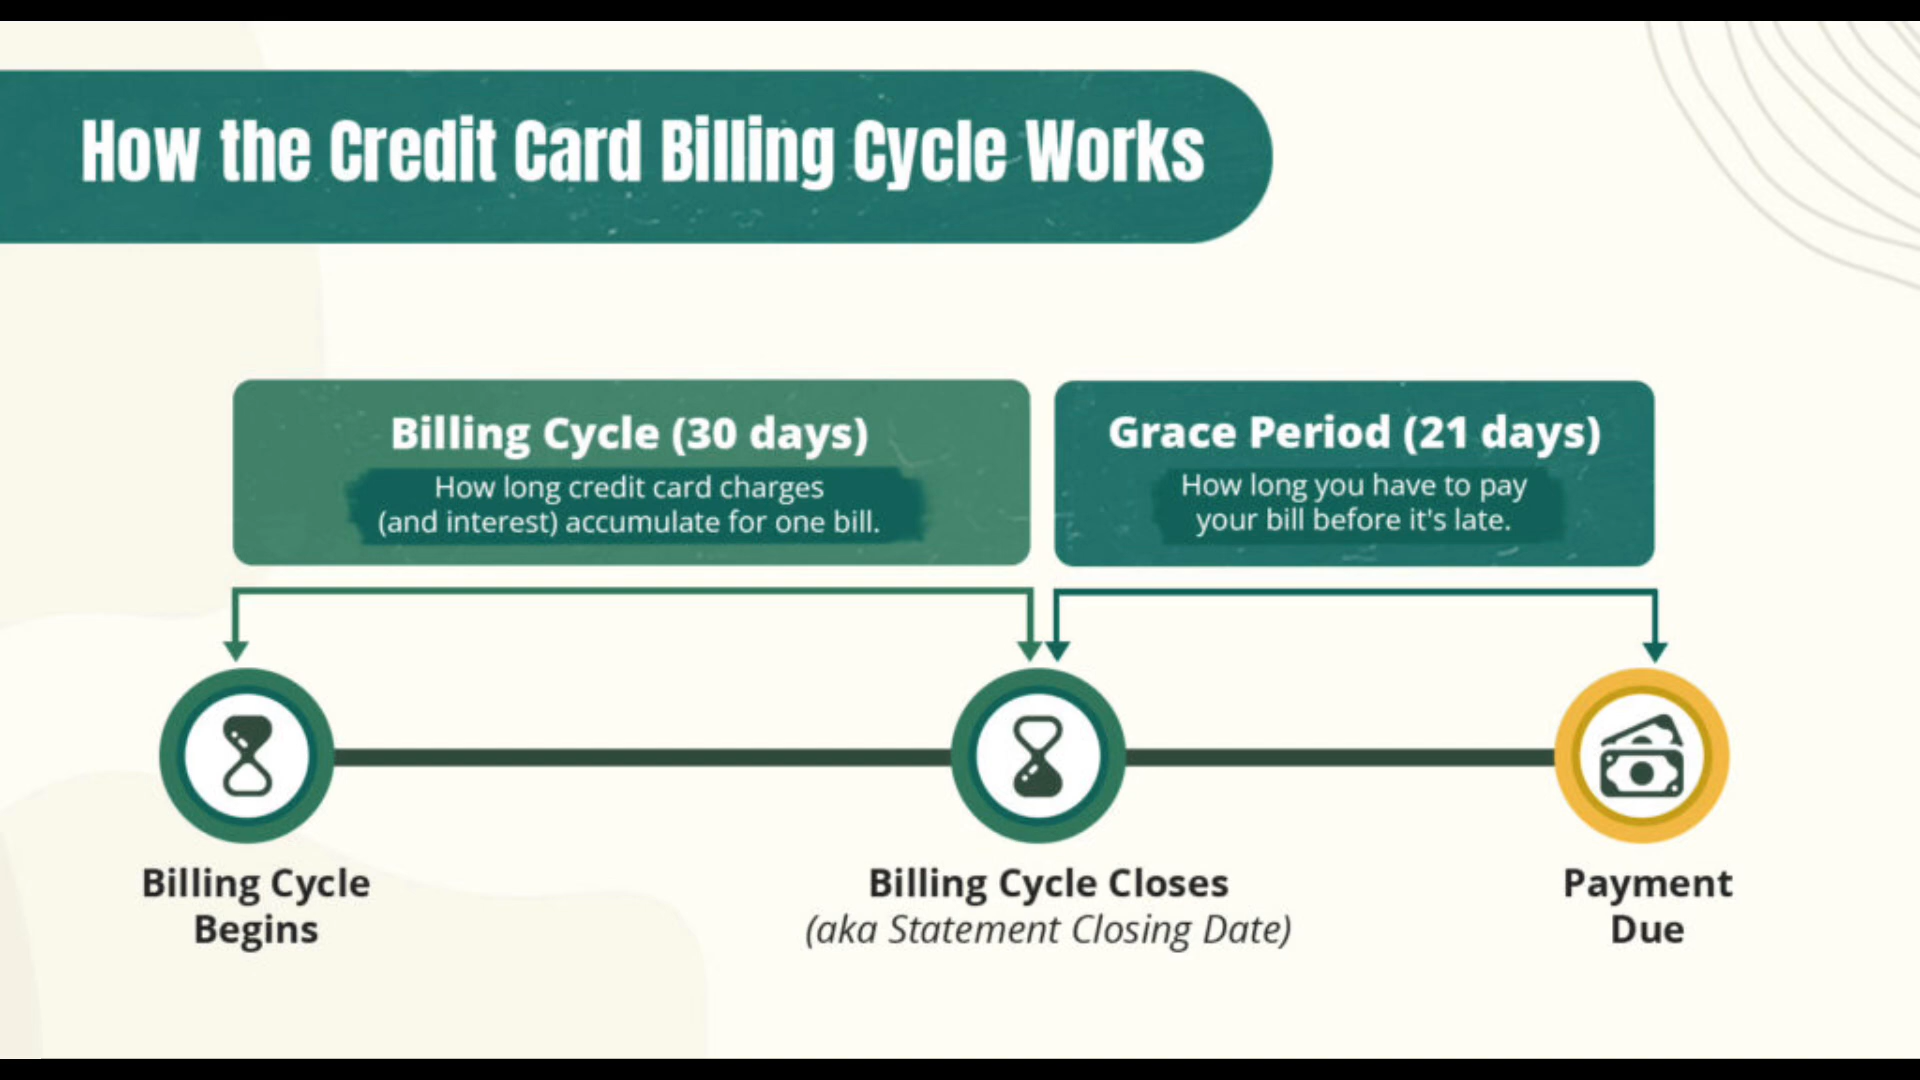 How the Credit Card Billing Cycle Works
Billing Cycle (30 days)
How long credit card charges
(and interest) accumulate for one bill.
Grace Period (21 days)
How long you have to pay
your bill before it's late.
Billing Cycle
Begins
Billing Cycle Closes
(aka Statement Closing Date)
Payment
Due